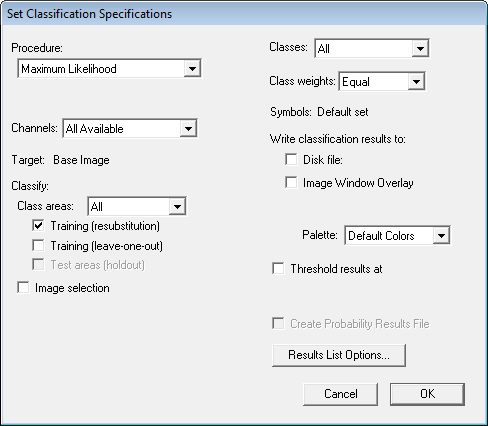 Set Classification Specifications
Procedure:
Maximum Likelihood
Channels: All Available
Target: Base Image
Classify:
Class areas: All
Training (resubstitution)
Training (leave-one-out)
Test areas (holdout)
Image selection
Classes: All
Class weights: Equal
Symbols: Default set
Write classification results to:
Disk file:
Image Window Overlay
Palette: Default Colors
Threshold results at
Create Probability Results File
Results List Options...
Cancel
OK